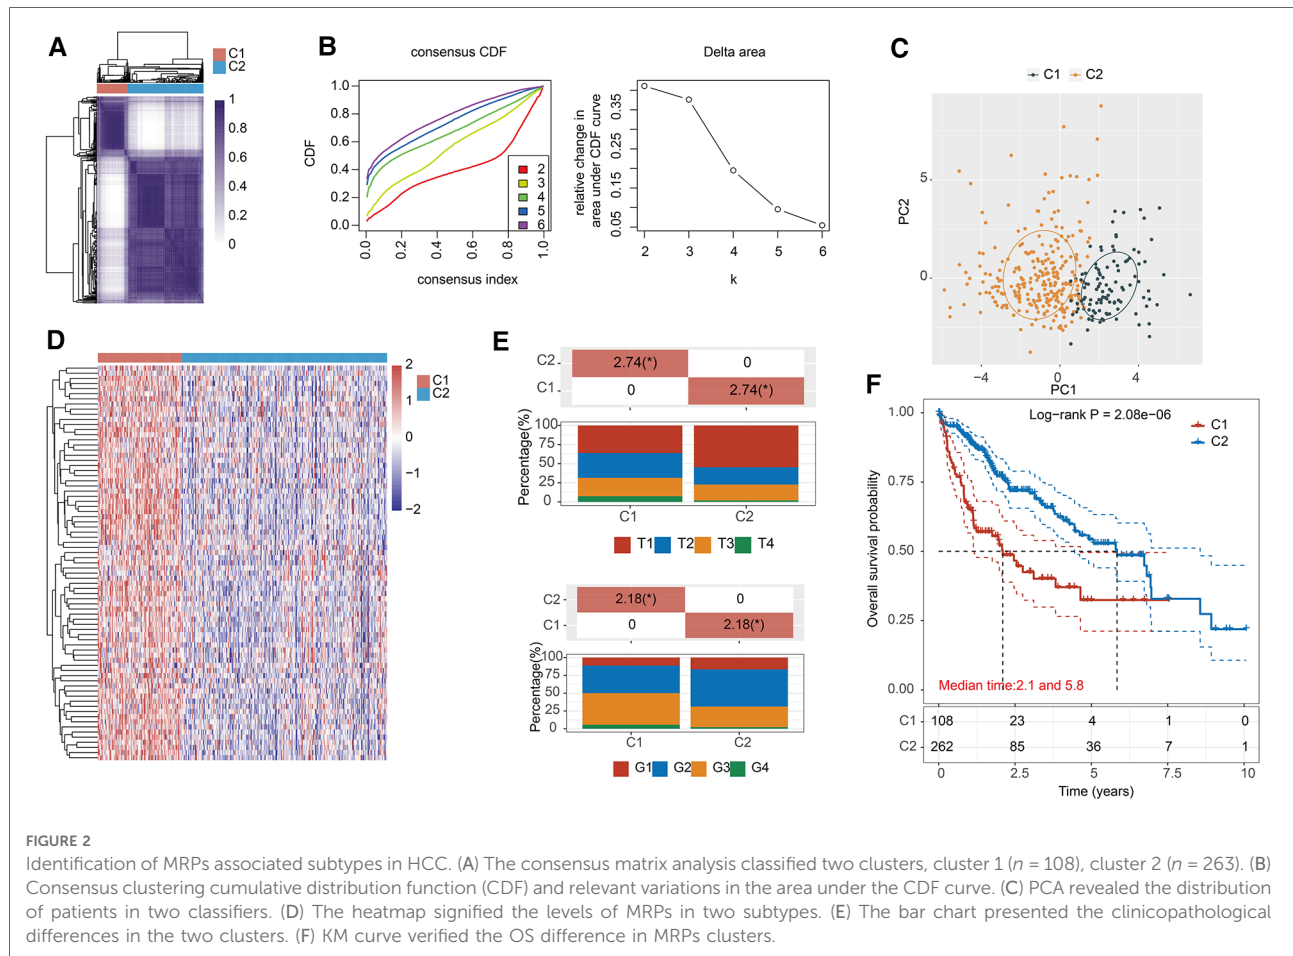 A
C1
C2
1
0.8
0.6
0.4
0.2
0
B
consensus CDF
CDF
1.0
0.8
0.6
0.4
0.2
0.0
2
3
4
5
6
0.0 0.2 0.4 0.6 0.8 1.0
consensus index
Delta area
relative change in
area under CDF curve
0.35
0.25
0.15
0.05
2 3 4 5 6
k
C
C1 C2
PC2
5
0
−4 0 4
PC1
D
2
1
0
−1
−2
C1
C2
E
C2 2.74(*) 0
C1 0 2.74(*)
Percentage(%)
100
75
50
25
0
C1 C2
T1 T2 T3 T4
C2 2.18(*) 0
C1 0 2.18(*)
Percentage(%)
100
75
50
25
0
C1 C2
G1 G2 G3 G4
F
Overall survival probability
1.00
0.75
0.50
0.25
0.00
Log−rank P = 2.08e−06
C1
C2
Median time:2.1 and 5.8
C1 108 23 4 1 0
C2 262 85 36 7 1
0 2.5 5 7.5 10
Time (years)
FIGURE 2
Identification of MRPs associated subtypes in HCC. (A) The consensus matrix analysis classified two clusters, cluster 1 (n = 108), cluster 2 (n = 263). (B)
Consensus clustering cumulative distribution function (CDF) and relevant variations in the area under the CDF curve. (C) PCA revealed the distribution
of patients in two classifiers. (D) The heatmap signified the levels of MRPs in two subtypes. (E) The bar chart presented the clinicopathological
differences in the two clusters. (F) KM curve verified the OS difference in MRPs clusters.